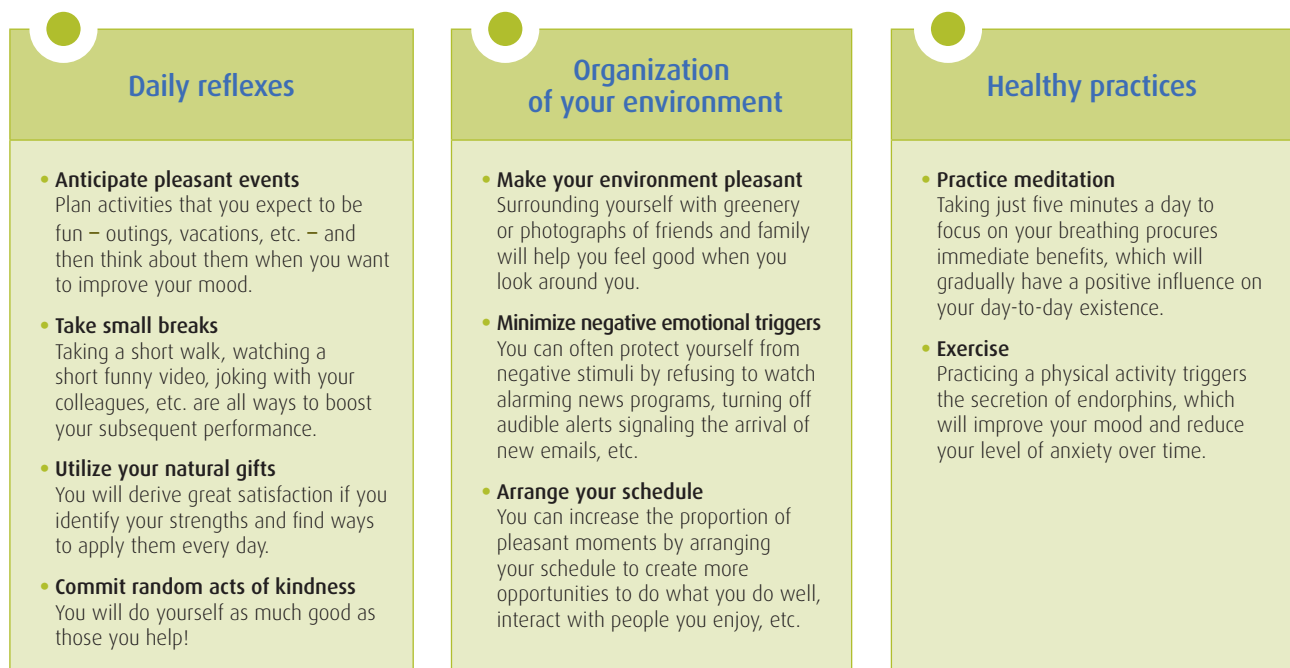 Daily reflexes
• Anticipate pleasant events
Plan activities that you expect to be
fun – outings, vacations, etc. – and
then think about them when you want
to improve your mood.
• Take small breaks
Taking a short walk, watching a
short funny video, joking with your
colleagues, etc. are all ways to boost
your subsequent performance.
• Utilize your natural gifts
You will derive great satisfaction if you
identify your strengths and find ways
to apply them every day.
• Commit random acts of kindness
You will do yourself as much good as
those you help!
Organization
of your environment
• Make your environment pleasant
Surrounding yourself with greenery
or photographs of friends and family
will help you feel good when you
look around you.
• Minimize negative emotional triggers
You can often protect yourself from
negative stimuli by refusing to watch
alarming news programs, turning off
audible alerts signaling the arrival of
new emails, etc.
• Arrange your schedule
You can increase the proportion of
pleasant moments by arranging
your schedule to create more
opportunities to do what you do well,
interact with people you enjoy, etc.
Healthy practices
• Practice meditation
Taking just five minutes a day to
focus on your breathing procures
immediate benefits, which will
gradually have a positive influence on
your day-to-day existence.
• Exercise
Practicing a physical activity triggers
the secretion of endorphins, which
will improve your mood and reduce
your level of anxiety over time.